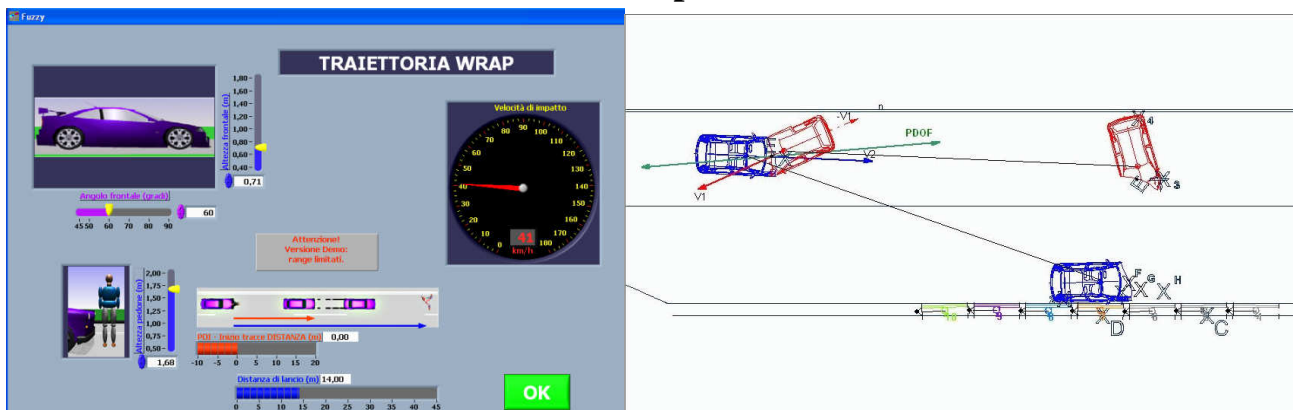 Fuzzy
TRAIETTORIA WRAP
1,80
1,60
1,40
1,20
1,00
0,80
0,60
0,40
Altezza frontale (m)
0,71
Angolo frontale (gradi)
45 50 60 70 80 90
60
Velocità di impatto
0
10
20
30
40
50
60
70
80
90
100
110
120
130
140
150
160
170
180
41
km/h
Attenzione!
Versione Demo:
range limitati.
2,00
1,75
1,50
1,25
1,00
0,75
0,50
Altezza pedone (m)
1,68
PDI - Inizio tracce DISTANZA (m) 0,00
-10 -5 0 5 10 15 20
Distanza di lancio (m) 14,00
0 5 10 15 20 25 30 35 40 45
OK
n
-V1
PDOF
V2
V1
4
3
F
G
H
D
C